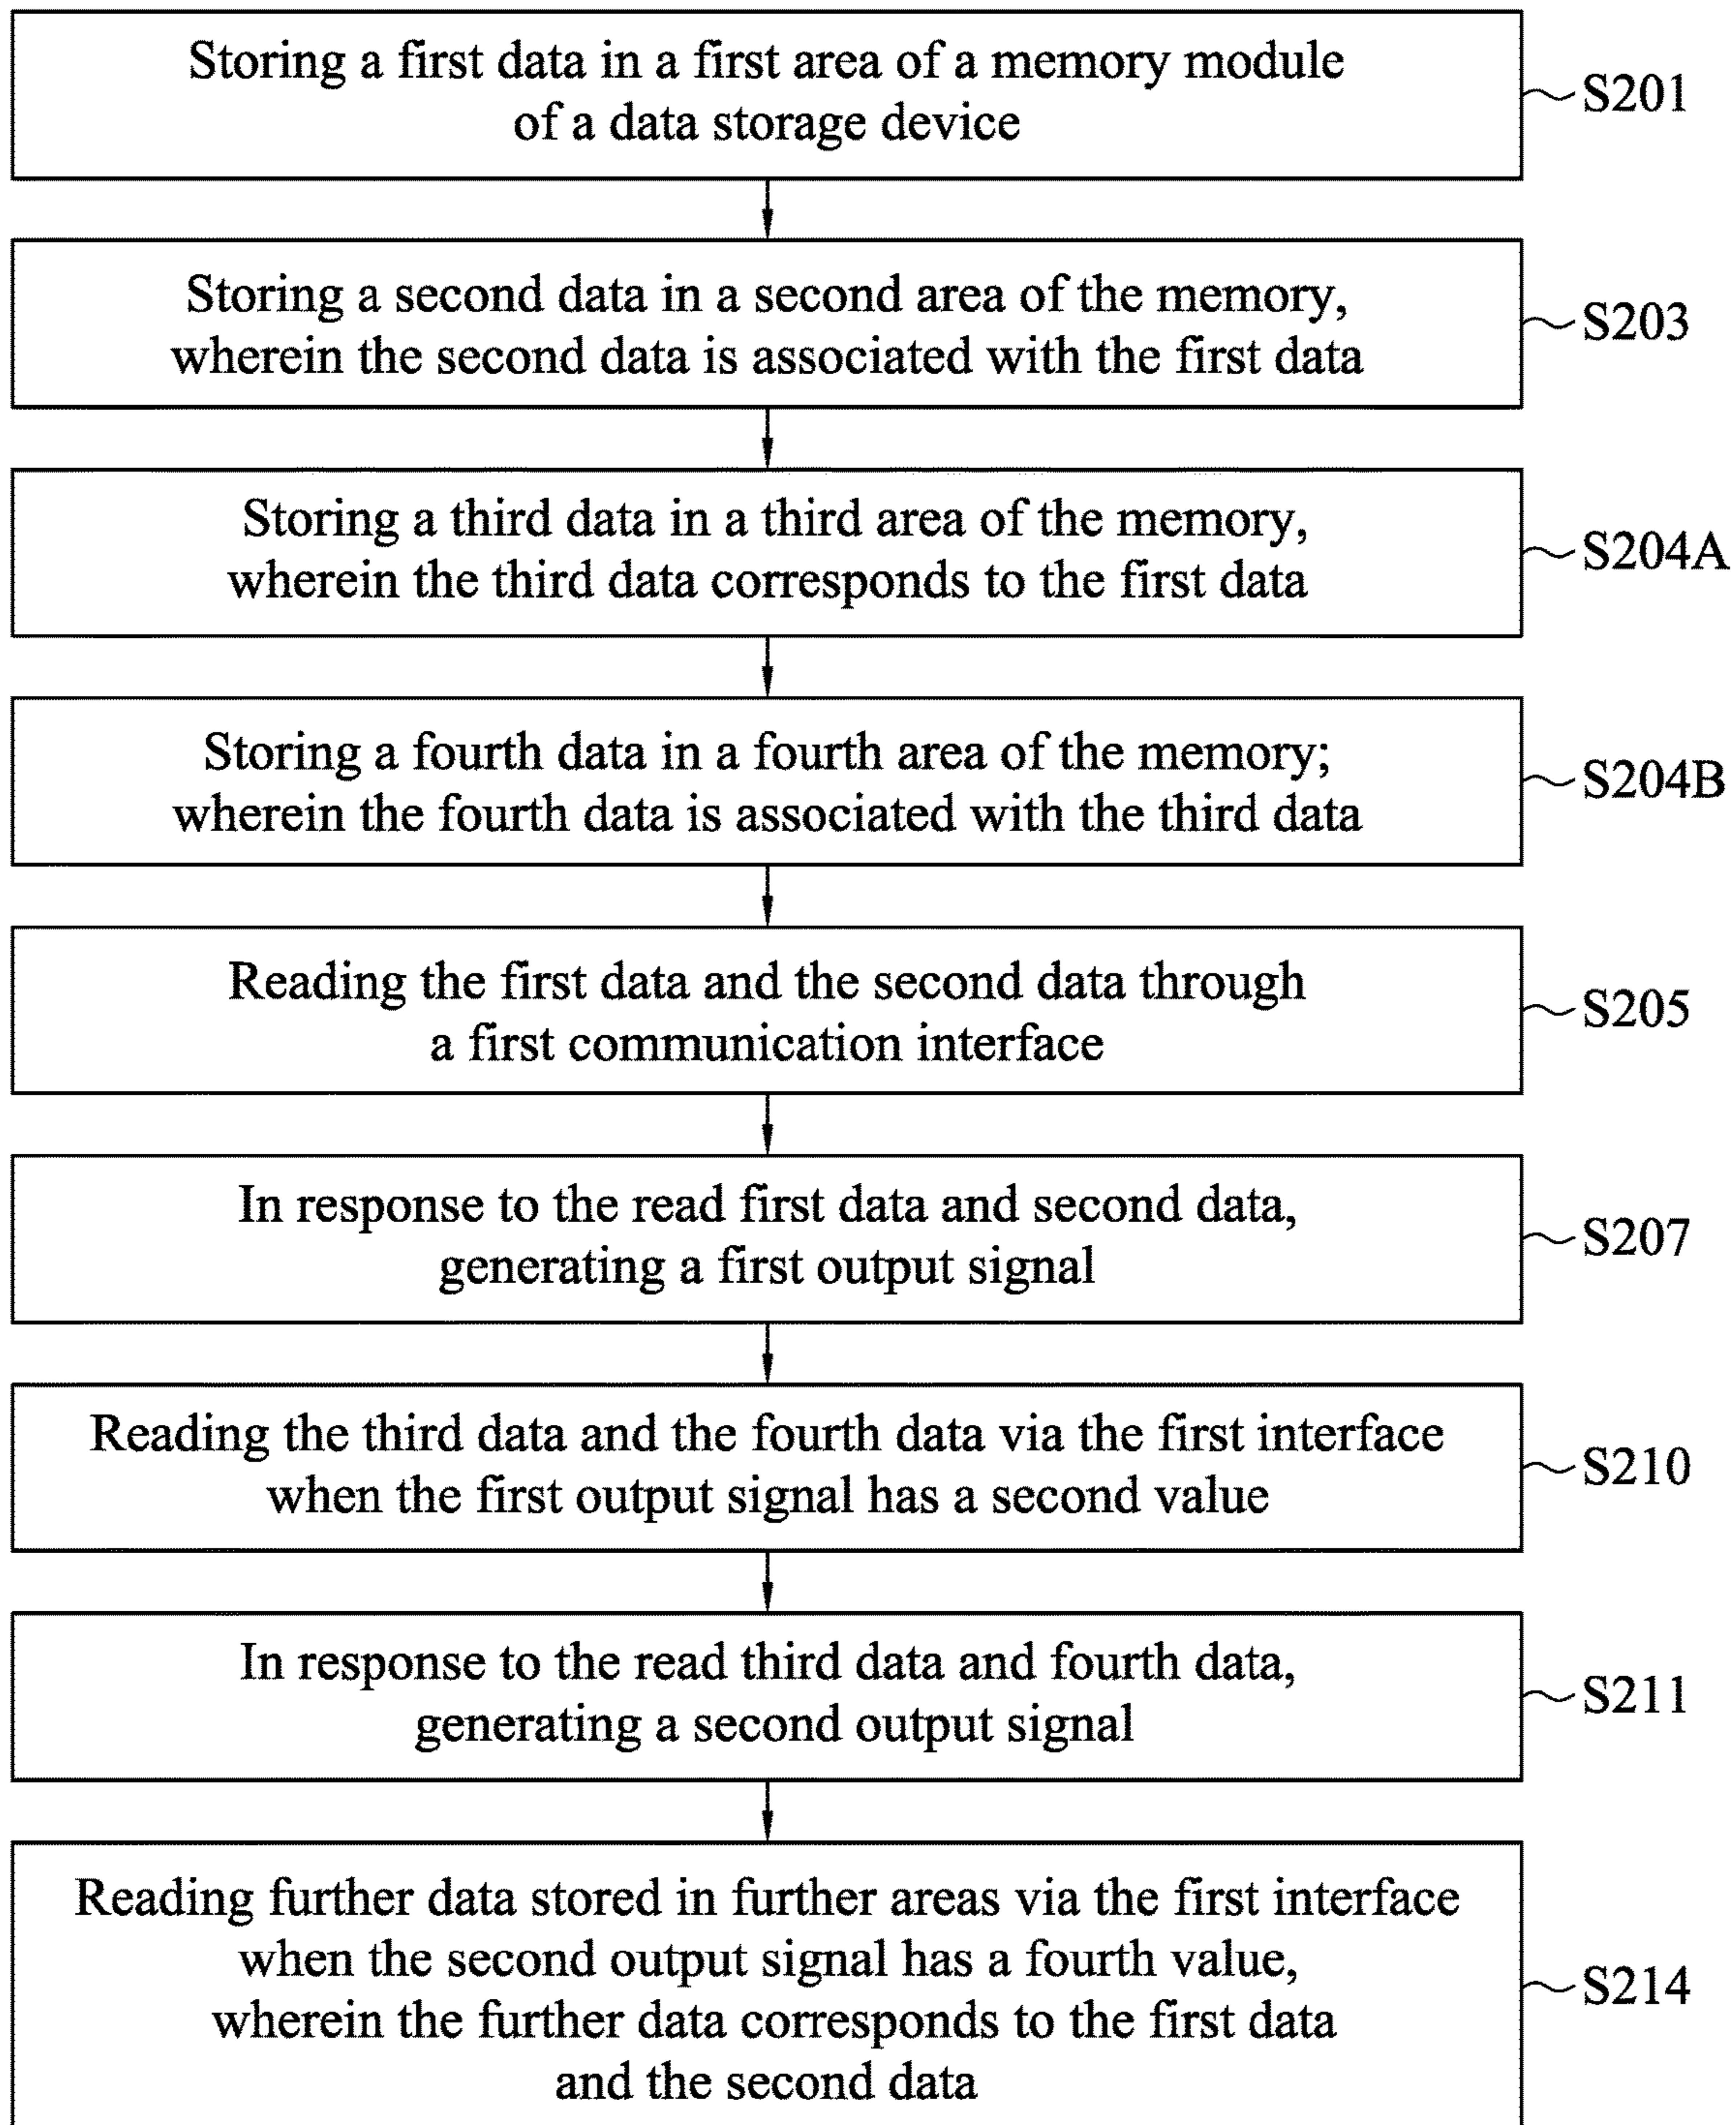 Storing a first data in a first area of a memory module
of a data storage device
S201
Storing a second data in a second area of the memory,
wherein the second data is associated with the first data
S203
Storing a third data in a third area of the memory,
wherein the third data corresponds to the first data
S204A
Storing a fourth data in a fourth area of the memory;
wherein the fourth data is associated with the third data
S204B
Reading the first data and the second data through
a first communication interface
S205
In response to the read first data and second data,
generating a first output signal
S207
Reading the third data and the fourth data via the first interface
when the first output signal has a second value
S210
In response to the read third data and fourth data,
generating a second output signal
S211
Reading further data stored in further areas via the first interface
when the second output signal has a fourth value,
wherein the further data corresponds to the first data
and the second data
S214